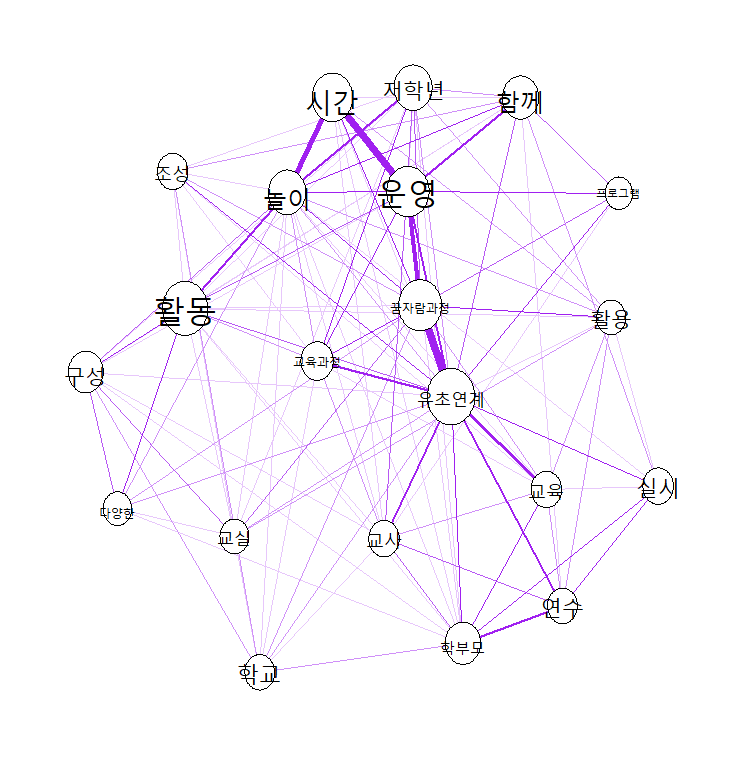 시간
저학년
함께
조성
놀이
운영
프로그램
활동
꿈자람과정
활용
구성
교육과정
유초연계
다양한
교실
교사
교육
실시
연수
학부모
학교